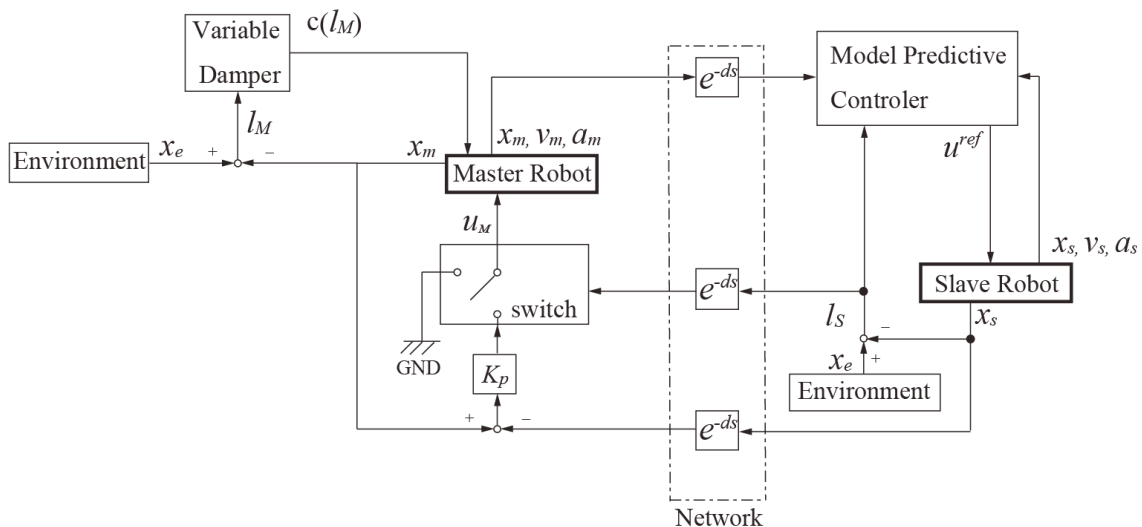 Variable
Damper
c(l_M)
l_M
Environment
x_e
+
−
x_m
x_m, v_m, a_m
Master Robot
u_M
switch
GND
K_p
+
−
e^{-ds}
e^{-ds}
e^{-ds}
Network
Model Predictive
Controler
u^{ref}
x_s, v_s, a_s
Slave Robot
x_s
l_S
−
x_e
+
Environment